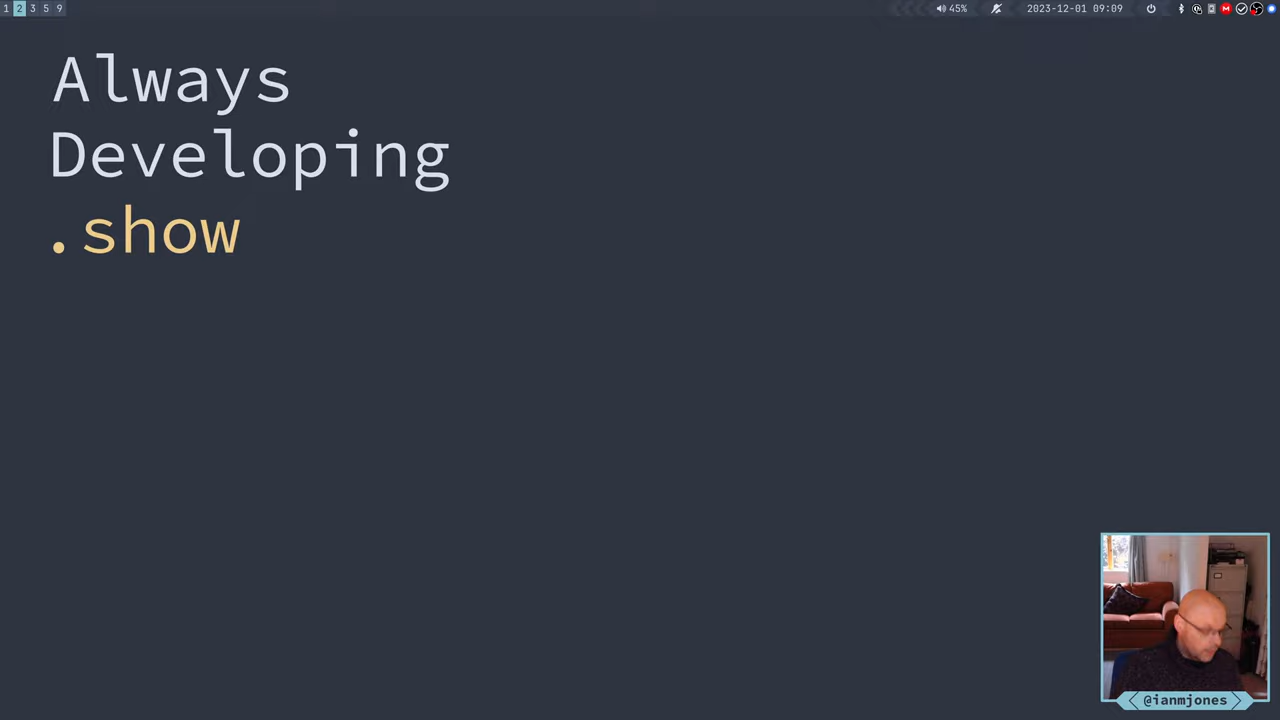 1 2 3 5 9
45%
2023-12-01 09:09
Always
Developing
.show
@ianmjones